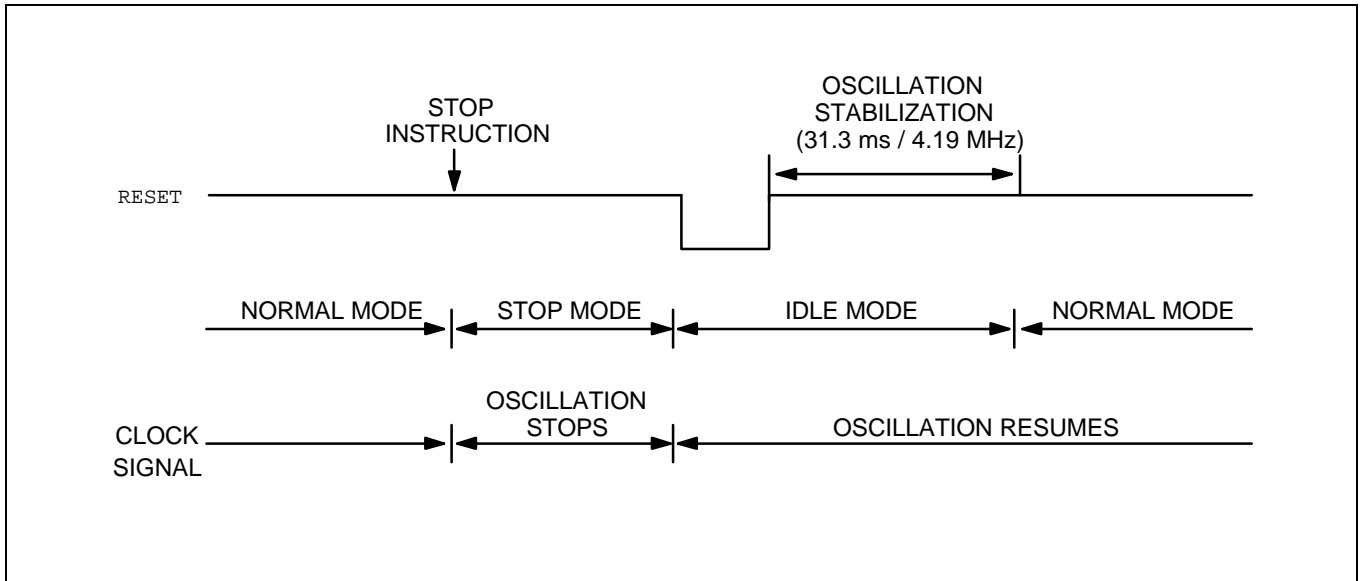 STOP
INSTRUCTION
OSCILLATION
STABILIZATION
(31.3 ms / 4.19 MHz)
RESET
NORMAL MODE
STOP MODE
IDLE MODE
NORMAL MODE
OSCILLATION
STOPS
OSCILLATION RESUMES
CLOCK
SIGNAL